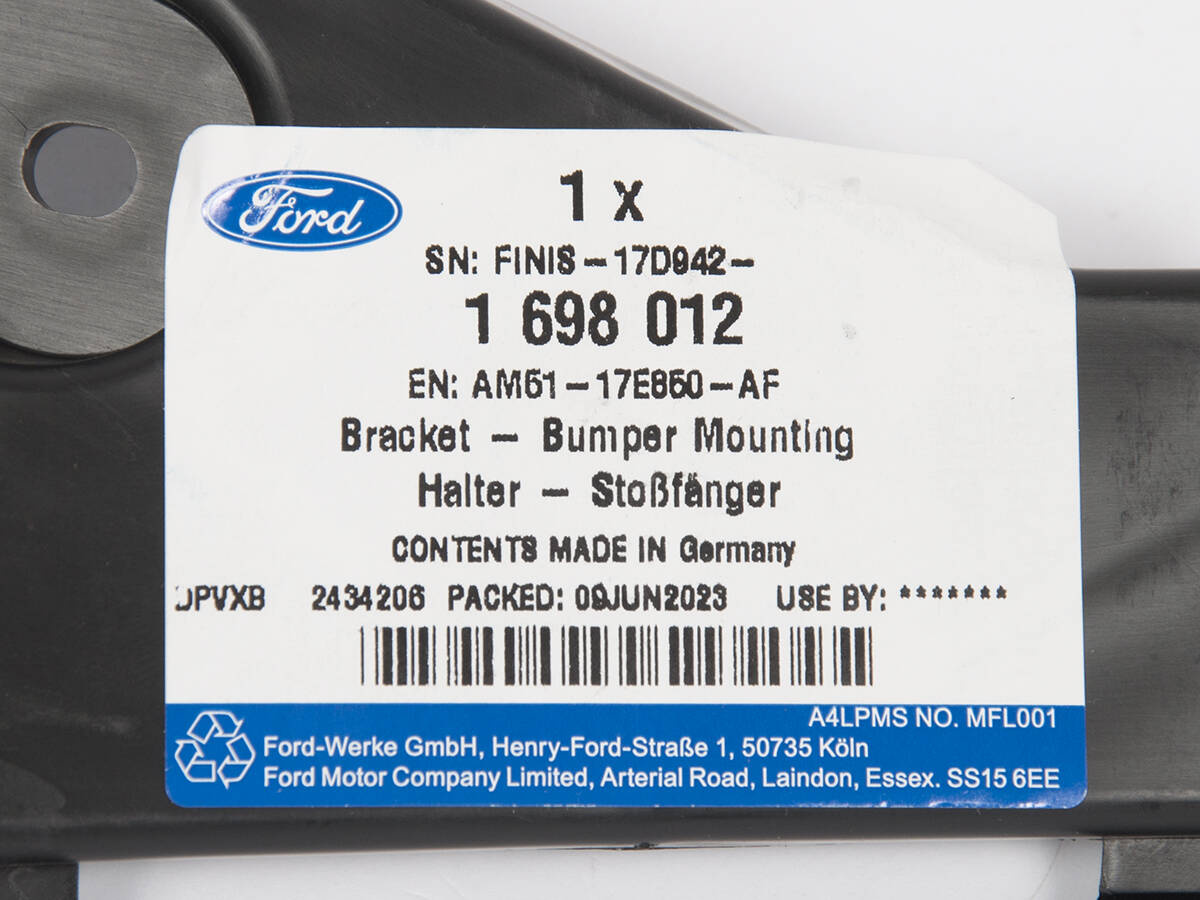 Ford
1 x
SN: FINIS-17D942-
1 698 012
EN: AM51-17E850-AF
Bracket - Bumper Mounting
Halter - Stoßfänger
CONTENTS MADE IN Germany
2434206 PACKED: 09JUN2023 USE BY: *******
A4LPMS NO. MFL001
Ford-Werke GmbH, Henry-Ford-Straße 1, 50735 Köln
Ford Motor Company Limited, Arterial Road, Laindon, Essex. SS15 6EE